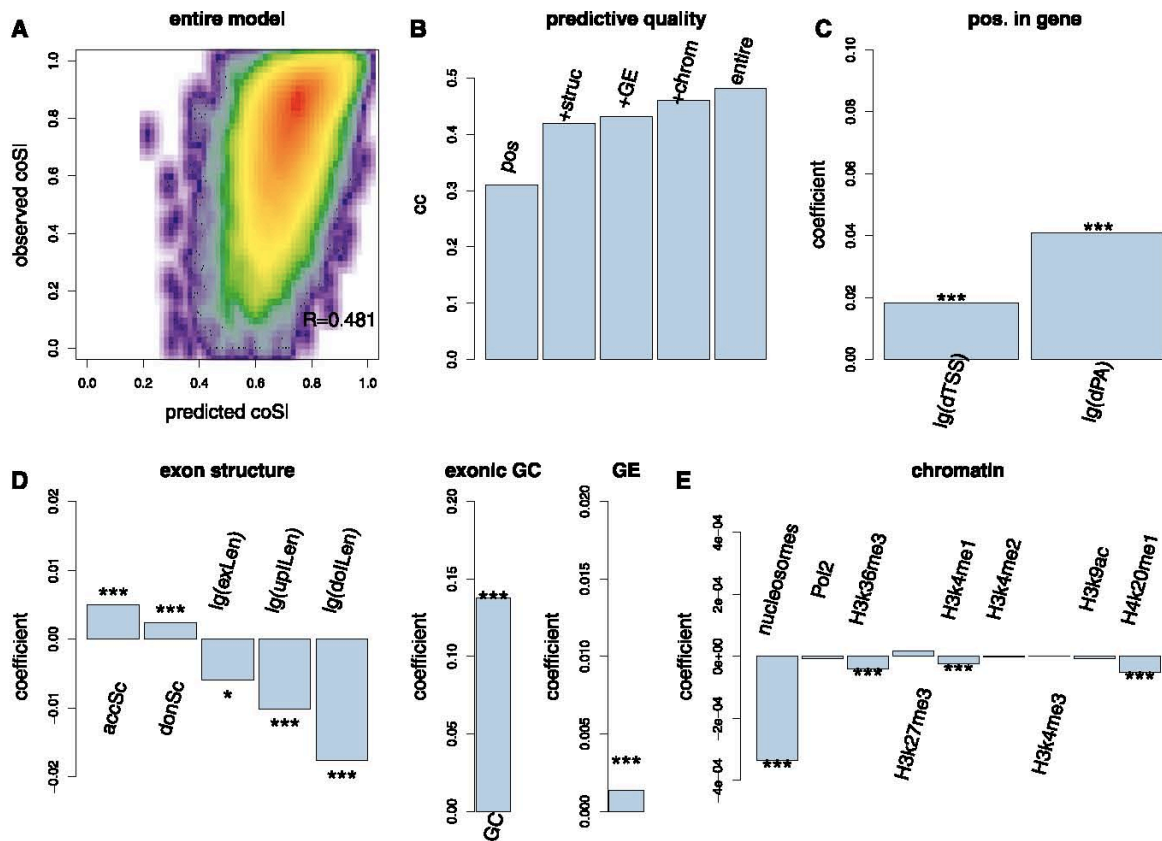 entire model
A
observed coSI
1.0
0.8
0.6
0.4
0.2
0.0
R=0.481
0.0 0.2 0.4 0.6 0.8 1.0
predicted coSI
predictive quality
B
cc
0.5
0.4
0.3
0.2
0.1
0.0
pos
+struc
+GE
+chrom
entire
pos. in gene
C
coefficient
0.10
0.08
0.06
0.04
0.02
0.00
***
***
lg(dTSS)
lg(dPA)
D
exon structure
coefficient
0.02
0.01
0.00
-0.01
-0.02
***
***
lg(exLen)
lg(upILen)
lg(doILen)
accSc
donSc
*
***
***
exonic GC
coefficient
0.20
0.15
0.10
0.05
0.00
***
GC
GE
coefficient
0.020
0.015
0.010
0.005
0.000
***
E
chromatin
coefficient
4e-04
2e-04
0e+00
-2e-04
-4e-04
nucleosomes
Pol2
H3k36me3
H3k4me1
H3k4me2
H3k9ac
H4k20me1
***
***
***
***
H3k27me3
H3k4me3